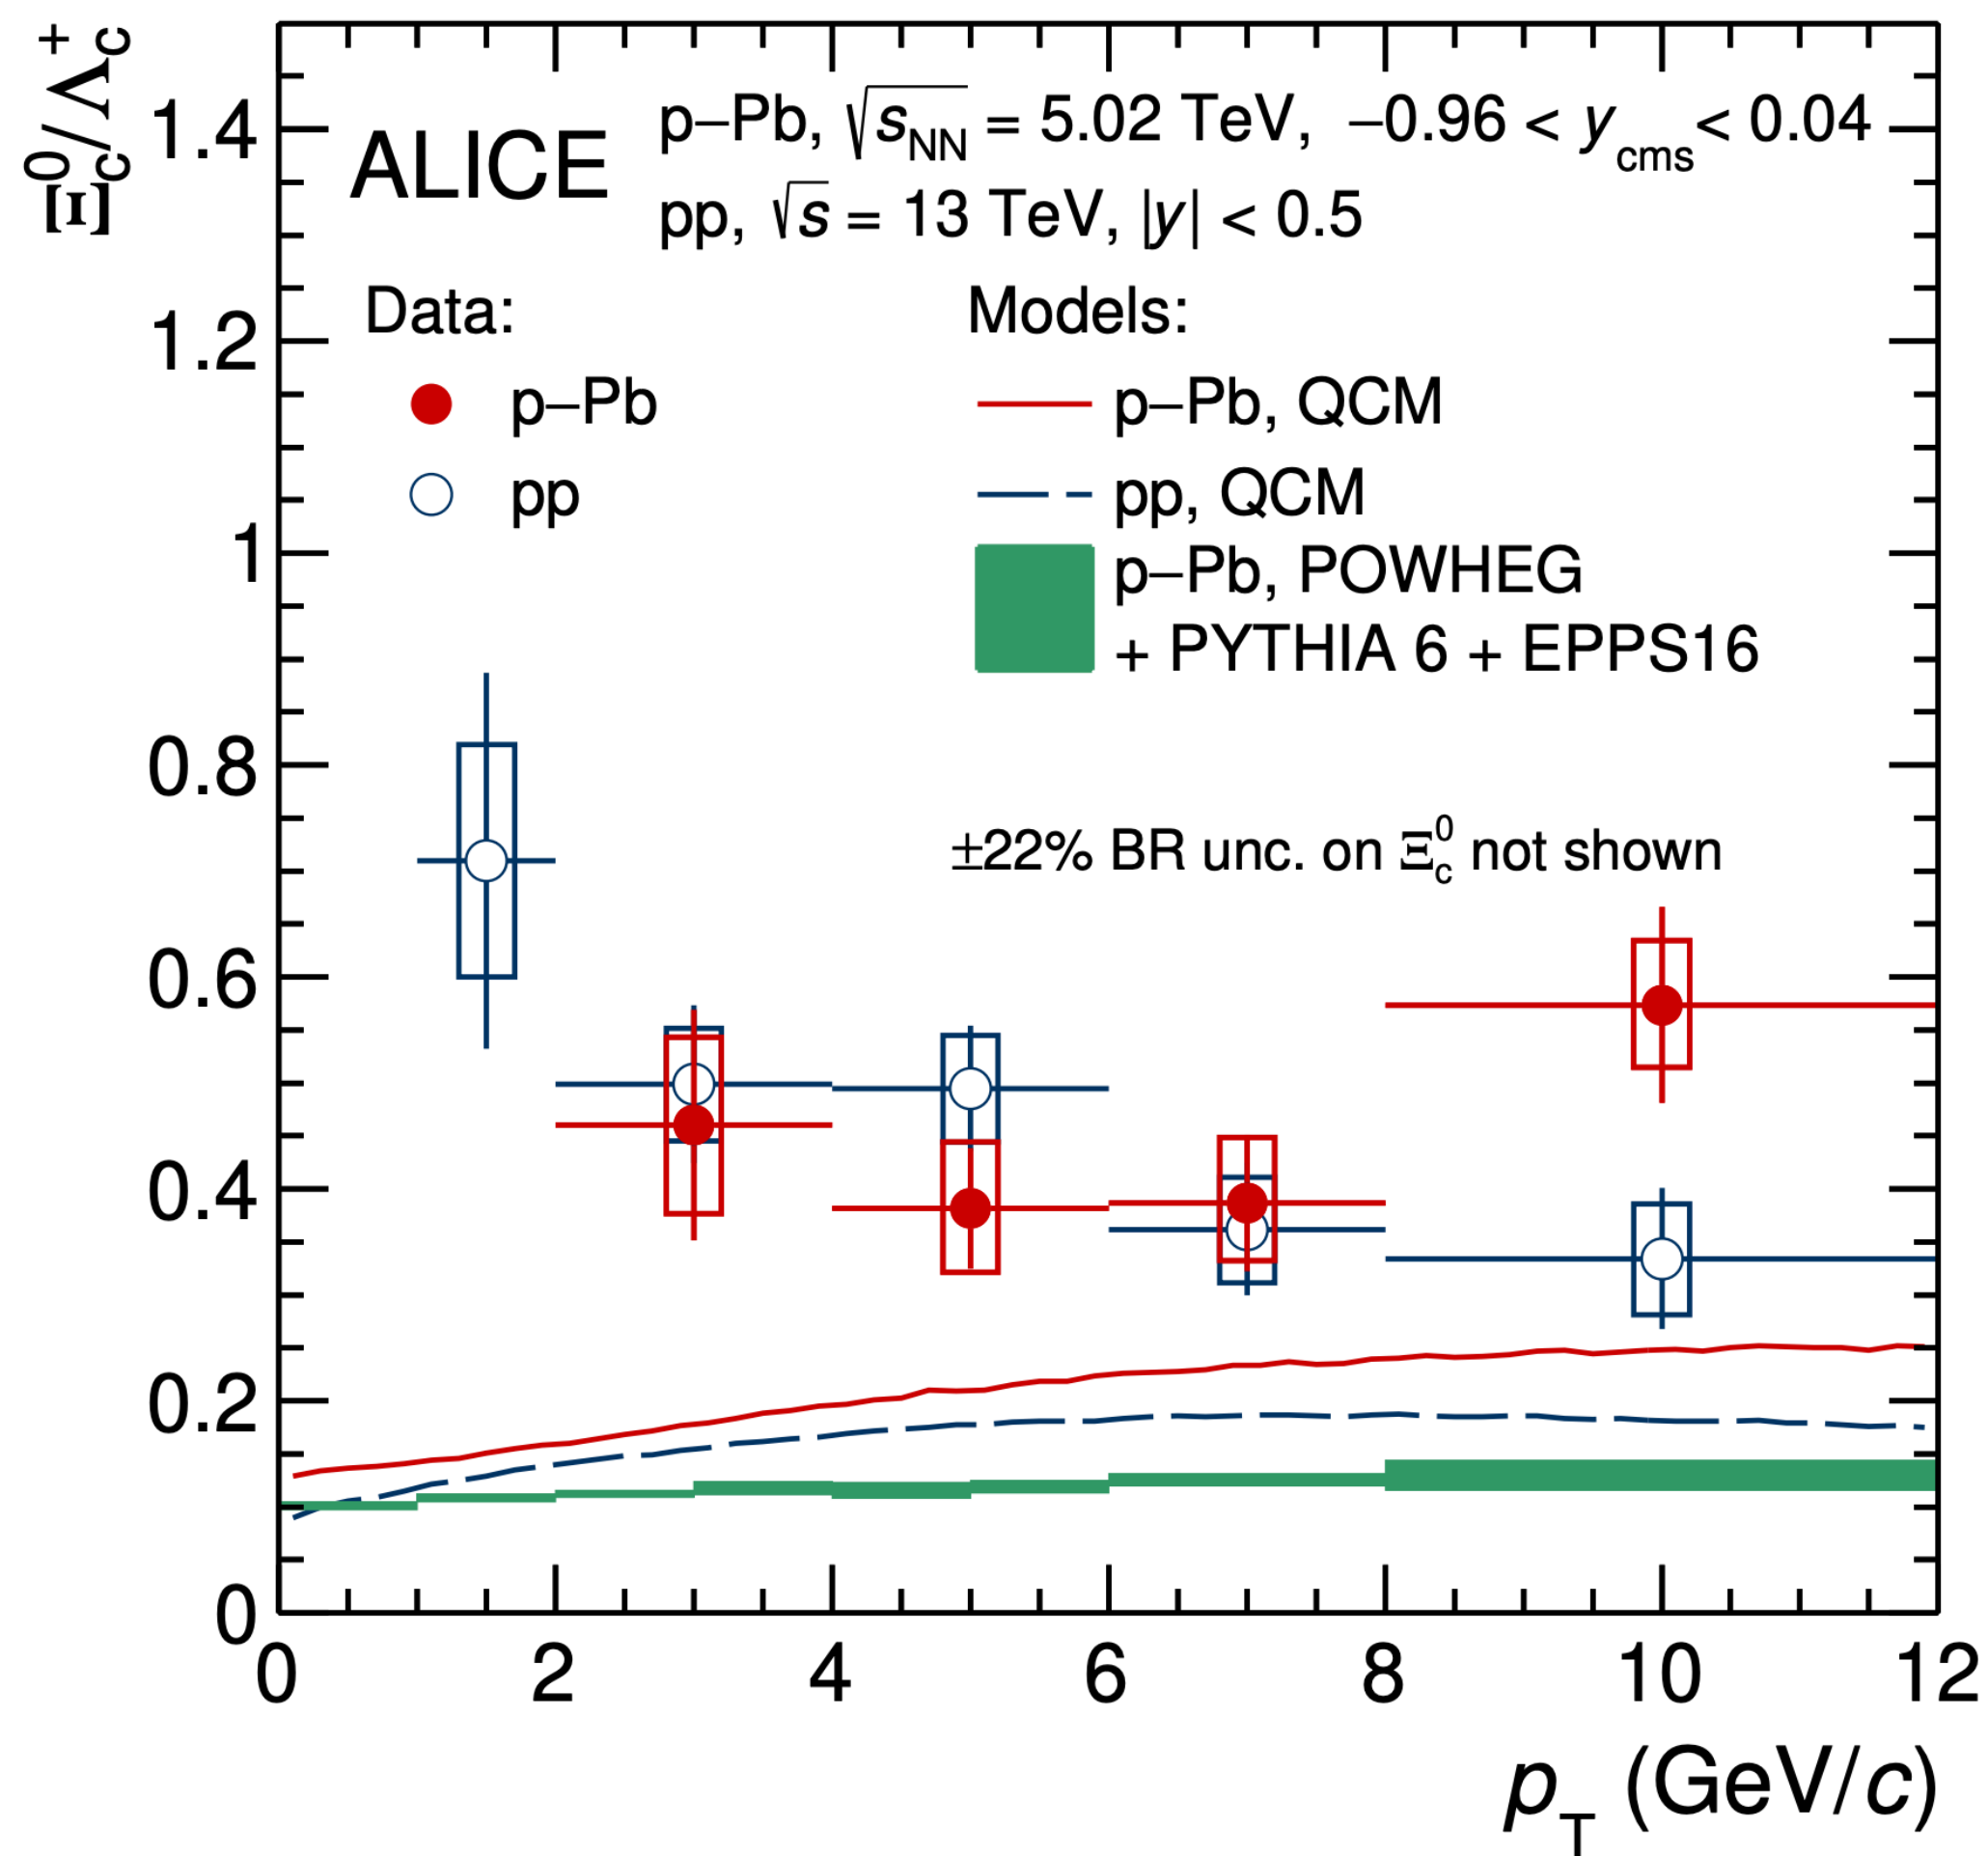 Ξc0/Λc+
ALICE
p–Pb, √sNN = 5.02 TeV, –0.96 < ycms < 0.04
pp, √s = 13 TeV, |y| < 0.5
Data:
p–Pb
pp
Models:
p–Pb, QCM
pp, QCM
p–Pb, POWHEG
+ PYTHIA 6 + EPPS16
±22% BR unc. on Ξc0 not shown
1.4
1.2
1
0.8
0.6
0.4
0.2
0
0 2 4 6 8 10 12
pT (GeV/c)